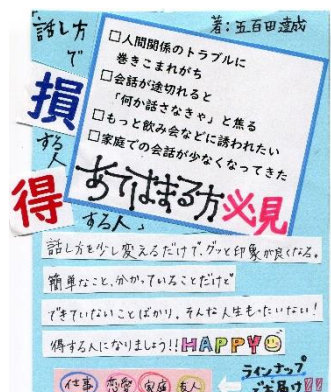 話し方で
損する人
得する人
著:五百田達成
□人間関係のトラブルに
巻きこまれがち
□会話が途切れると
「何か話さなきゃ」と焦る
□もっと飲み会などに誘われたい
□家庭での会話が少なくなってきた
あてはまる方必見
話し方を少し変えるだけで、グッと印象が良くなる。
簡単なこと、分かっていることだけど
できていないことばかり。そんな人生もったいない!
得する人になりましょう!!HAPPY☺
仕事 恋愛 家庭 友人
ラインナップ
でお届け!!